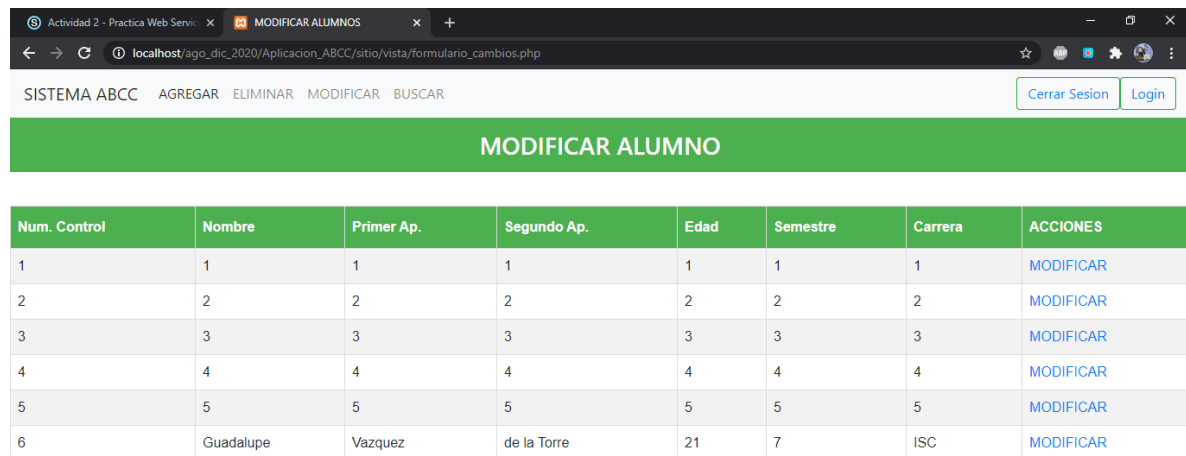 Actividad 2 - Practica Web Servic
MODIFICAR ALUMNOS
localhost/ago_dic_2020/Aplicacion_ABCC/sitio/vista/formulario_cambios.php
ABP
SISTEMA ABCC AGREGAR ELIMINAR MODIFICAR BUSCAR Cerrar Sesion Login
MODIFICAR ALUMNO
Num. Control Nombre Primer Ap. Segundo Ap. Edad Semestre Carrera ACCIONES
1 1 1 1 1 1 1 MODIFICAR
2 2 2 2 2 2 2 MODIFICAR
3 3 3 3 3 3 3 MODIFICAR
4 4 4 4 4 4 4 MODIFICAR
5 5 5 5 5 5 5 MODIFICAR
6 Guadalupe Vazquez de la Torre 21 7 ISC MODIFICAR